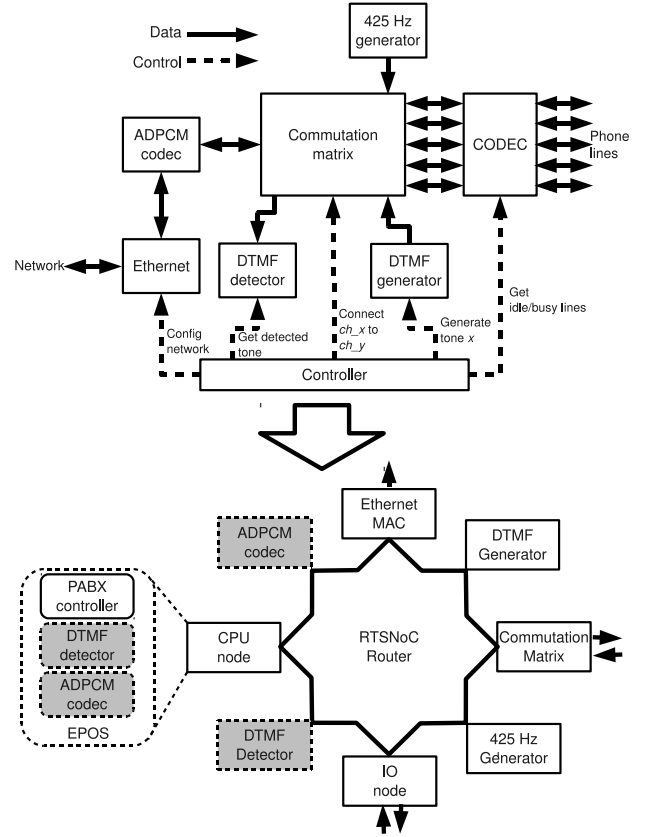 Data
Control
425 Hz
generator
ADPCM
codec
Commutation
matrix
CODEC
Phone
lines
Network
Ethernet
DTMF
detector
DTMF
generator
Config
network
Get detected
tone
Connect
ch_x to
ch_y
Generate
tone x
Get
idle/busy lines
Controller
Ethernet
MAC
ADPCM
codec
DTMF
Generator
PABX
controller
DTMF
detector
ADPCM
codec
EPOS
CPU
node
RTSNoC
Router
Commutation
Matrix
DTMF
Detector
425 Hz
Generator
IO
node